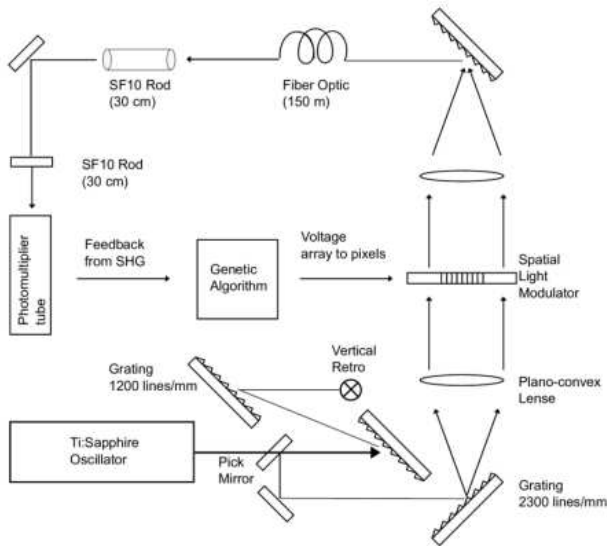 SF10 Rod
(30 cm)
Fiber Optic
(150 m)
SF10 Rod
(30 cm)
Photomultiplier
tube
Feedback
from SHG
Genetic
Algorithm
Voltage
array to pixels
Spatial
Light
Modulator
Grating
1200 lines/mm
Vertical
Retro
Plano-convex
Lense
Ti:Sapphire
Oscillator
Pick
Mirror
Grating
2300 lines/mm